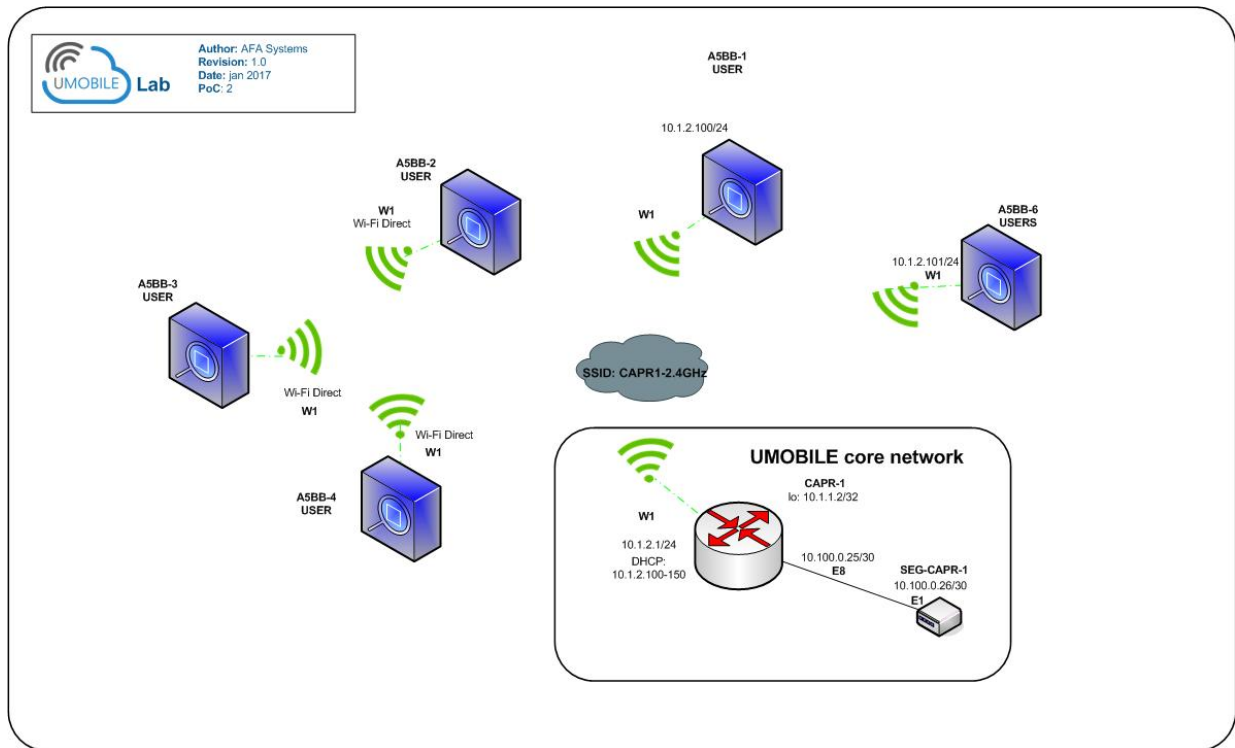 UMOBILE Lab
Author: AFA Systems
Revision: 1.0
Date: jan 2017
PoC: 2
A5BB-1
USER
10.1.2.100/24
W1
A5BB-2
USER
W1
Wi-Fi Direct
A5BB-6
USERS
10.1.2.101/24
W1
A5BB-3
USER
Wi-Fi Direct
W1
SSID: CAPR1-2.4GHz
Wi-Fi Direct
W1
A5BB-4
USER
UMOBILE core network
CAPR-1
lo: 10.1.1.2/32
W1
10.1.2.1/24
DHCP:
10.1.2.100-150
10.100.0.25/30
E8
SEG-CAPR-1
10.100.0.26/30
E1